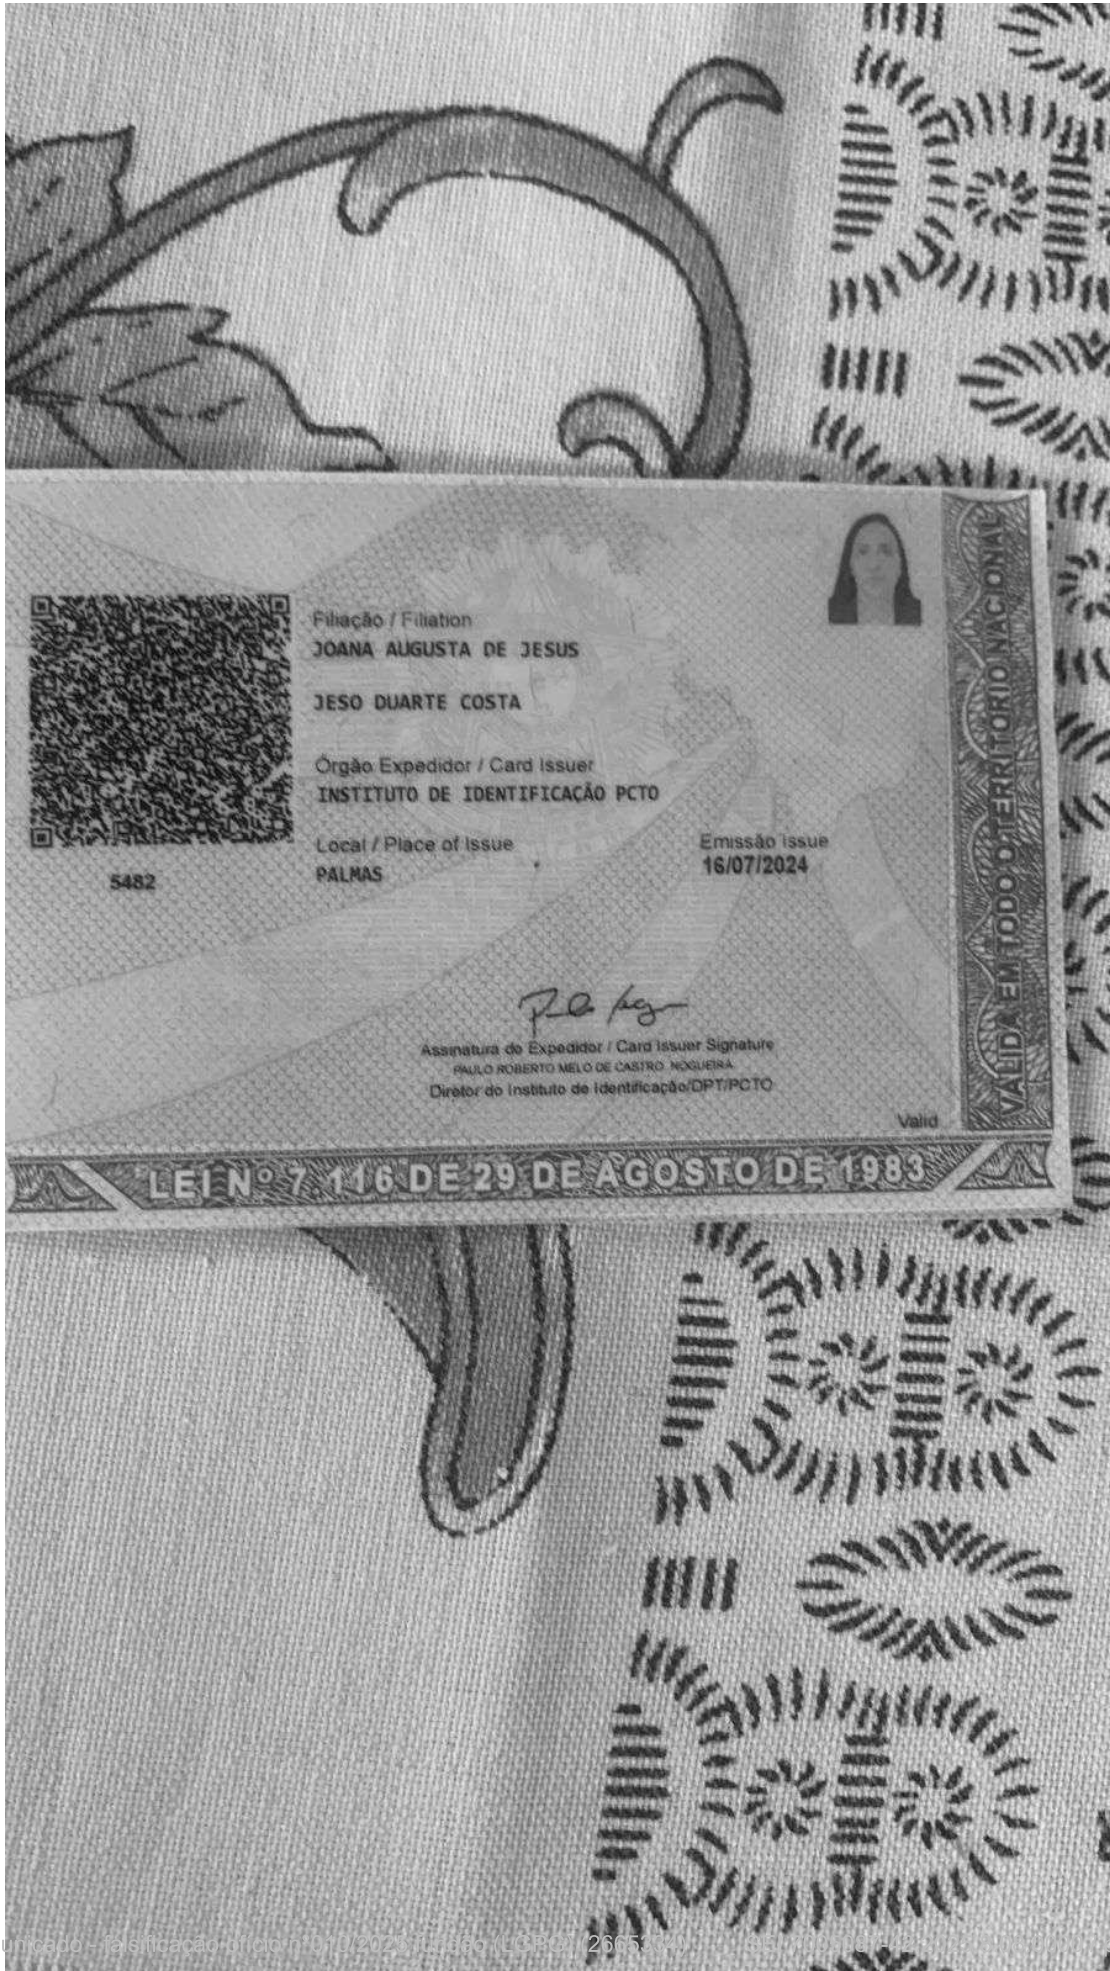 Filiação / Filiation
JOANA AUGUSTA DE JESUS
JESO DUARTE COSTA
Órgão Expedidor / Card Issuer
INSTITUTO DE IDENTIFICAÇÃO PCTO
Local / Place of Issue
PALMAS
Emissão Issue
16/07/2024
5482
Assinatura do Expedidor / Card Issuer Signature
PAULO ROBERTO MELO DE CASTRO NOGUEIRA
Diretor do Instituto de Identificação/DPT/PCTO
Valid
VÁLIDA EM TODO O TERRITÓRIO NACIONAL
LEI Nº 7.116 DE 29 DE AGOSTO DE 1983
falsificação